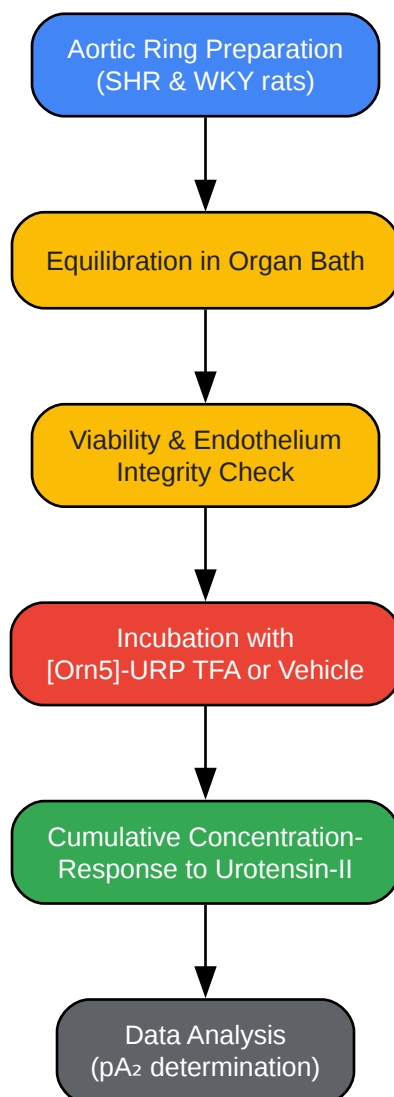 Aortic Ring Preparation
(SHR & WKY rats)
Equilibration in Organ Bath
Viability & Endothelium
Integrity Check
Incubation with
[Orn5]-URP TFA or Vehicle
Cumulative Concentration-
Response to Urotensin-II
Data Analysis
(pA₂ determination)